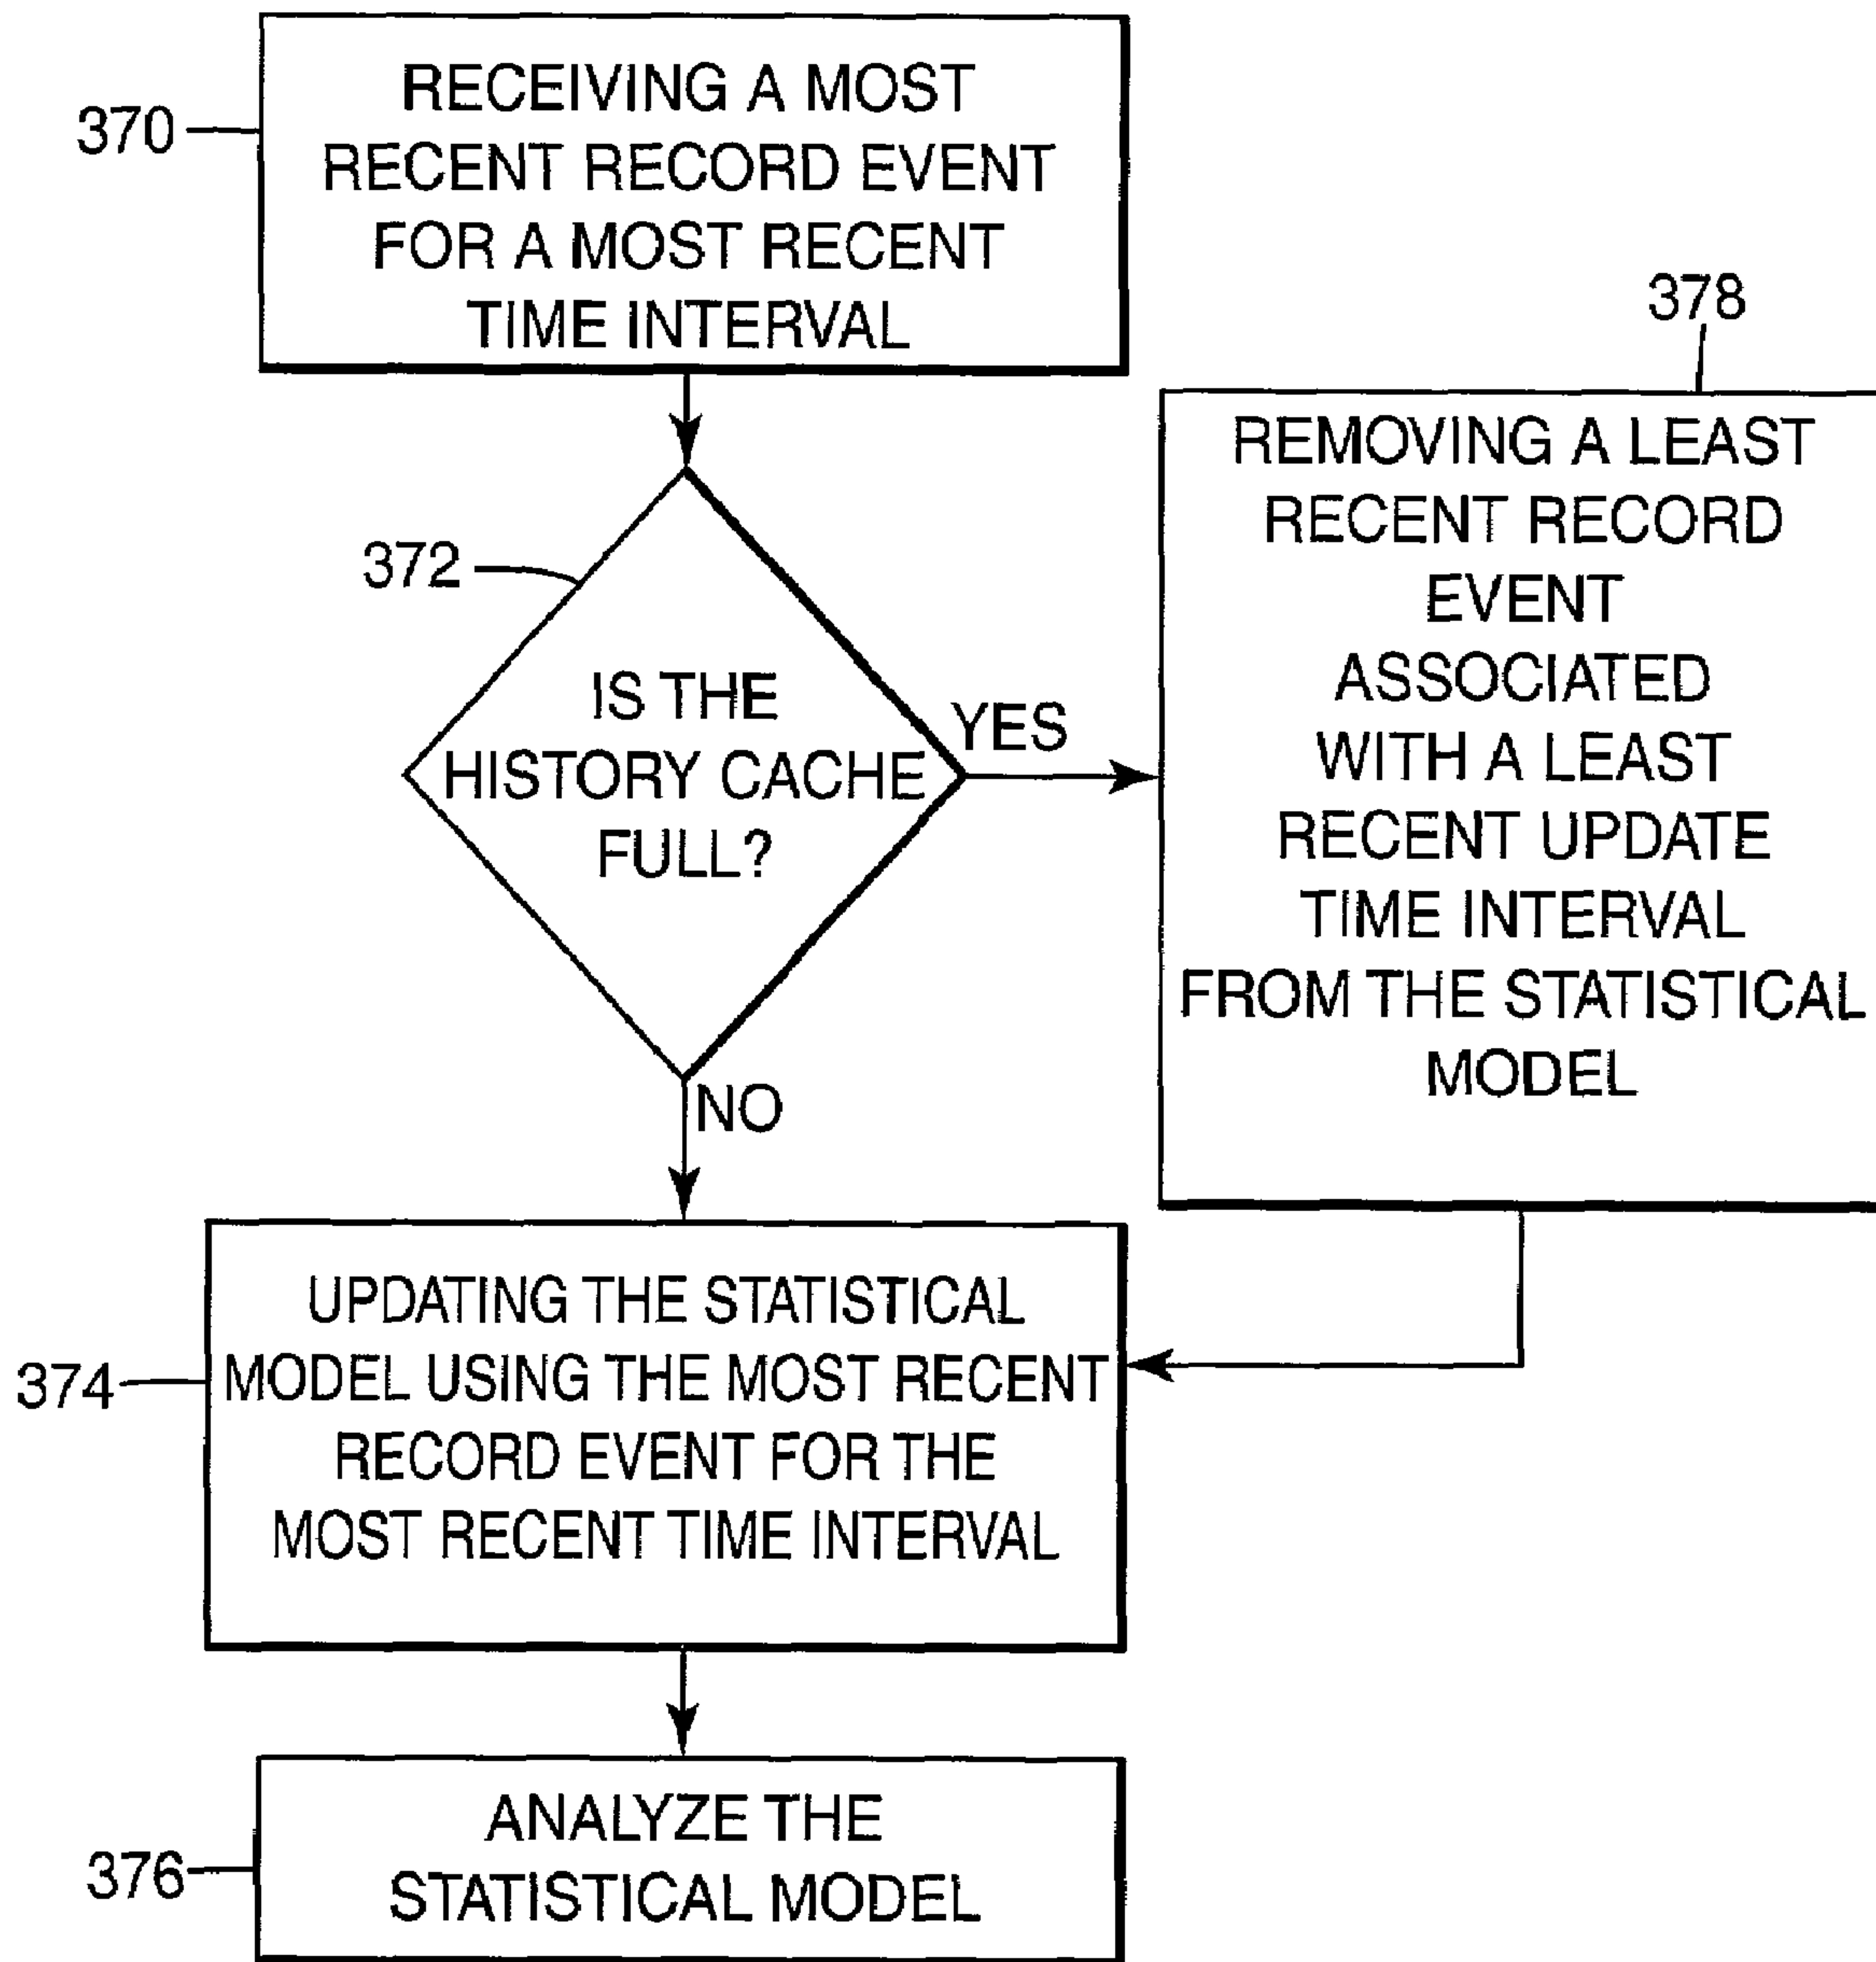 370
RECEIVING A MOST
RECENT RECORD EVENT
FOR A MOST RECENT
TIME INTERVAL
372
IS THE
HISTORY CACHE
FULL?
YES
NO
378
REMOVING A LEAST
RECENT RECORD
EVENT
ASSOCIATED
WITH A LEAST
RECENT UPDATE
TIME INTERVAL
FROM THE STATISTICAL
MODEL
374
UPDATING THE STATISTICAL
MODEL USING THE MOST RECENT
RECORD EVENT FOR THE
MOST RECENT TIME INTERVAL
376
ANALYZE THE
STATISTICAL MODEL